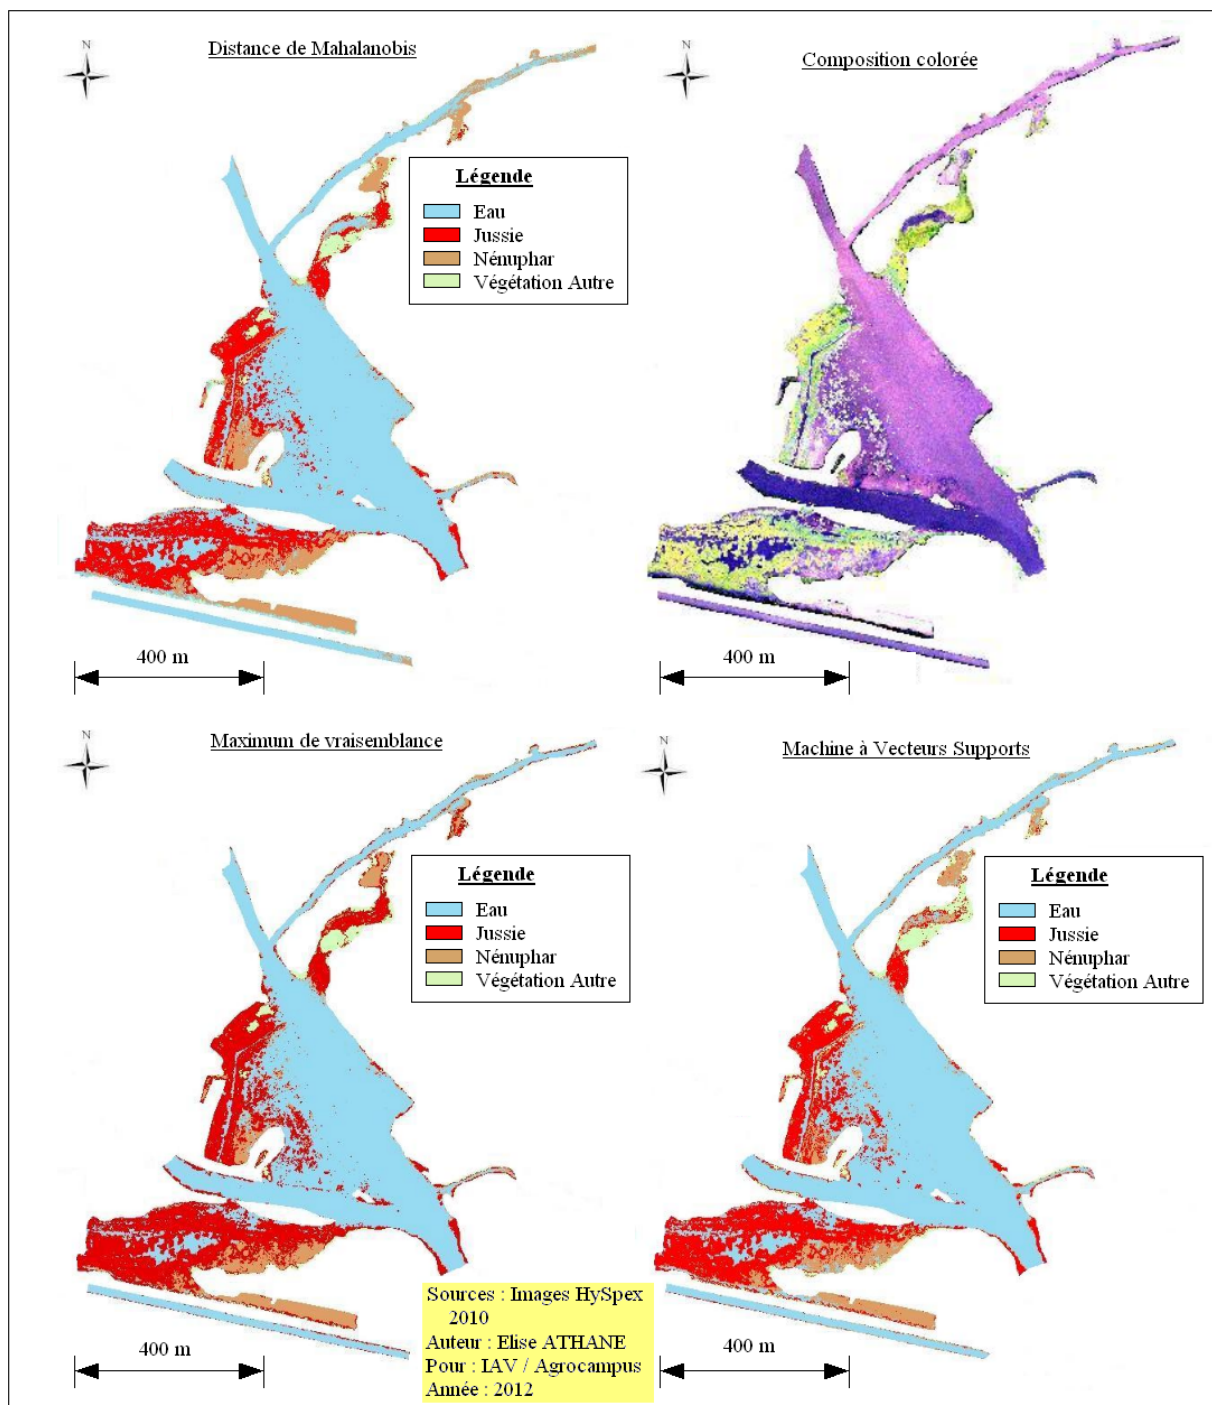 N
Distance de Mahalanobis
Légende
Eau
Jussie
Nénuphar
Végétation Autre
400 m
N
Composition colorée
400 m
N
Maximum de vraisemblance
Légende
Eau
Jussie
Nénuphar
Végétation Autre
400 m
N
Machine à Vecteurs Supports
Légende
Eau
Jussie
Nénuphar
Végétation Autre
400 m
Sources : Images HySpex
2010
Auteur : Elise ATHANE
Pour : IAV / Agrocampus
Année : 2012